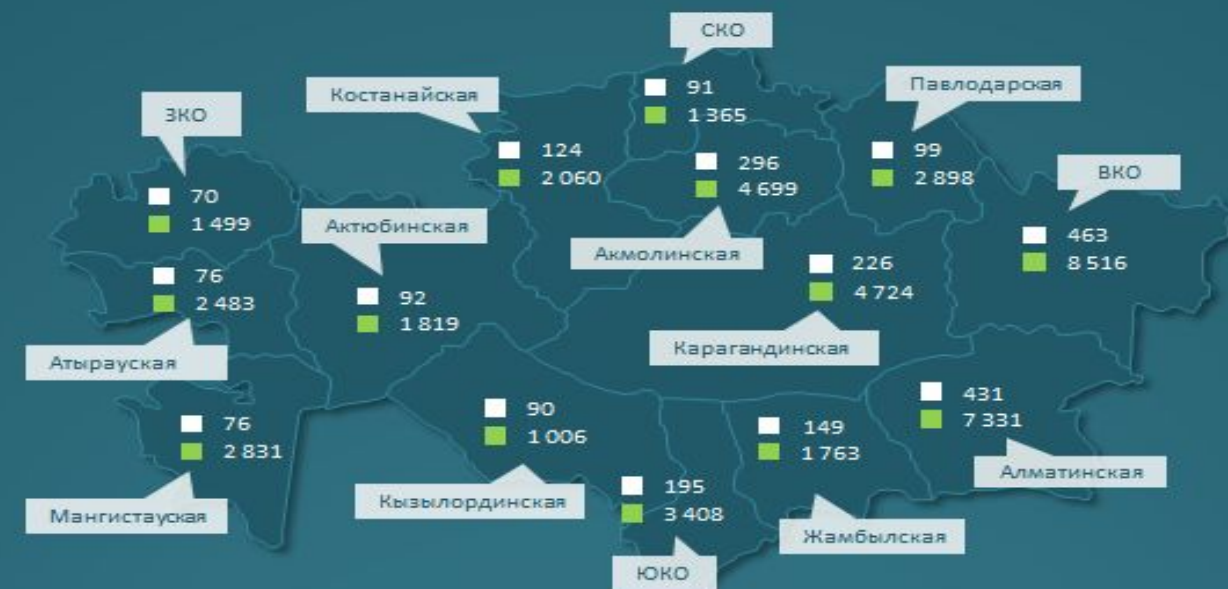 СКО
91
1 365
Костанайская
124
2 060
Павлодарская
99
2 898
ЗКО
70
1 499
296
4 699
Акмолинская
ВКО
463
8 516
Актюбинская
92
1 819
76
2 483
Атырауская
226
4 724
Карагандинская
431
7 331
Алматинская
76
2 831
Мангистауская
90
1 006
Кызылординская
149
1 763
Жамбылская
195
3 408
ЮКО